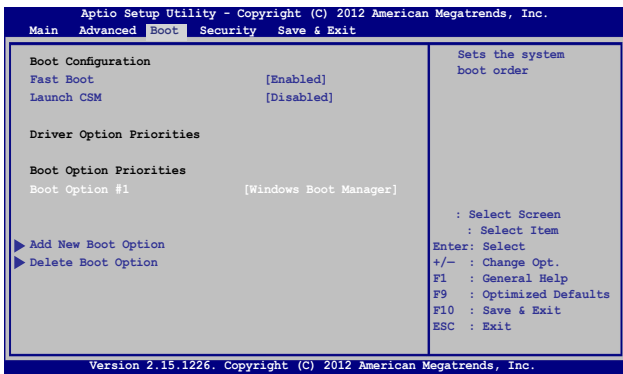 Aptio Setup Utility - Copyright (C) 2012 American Megatrends, Inc.
Main Advanced Boot Security Save & Exit
Boot Configuration
Fast Boot [Enabled]
Launch CSM [Disabled]
Driver Option Priorities
Boot Option Priorities
Boot Option #1 [Windows Boot Manager]
Add New Boot Option
Delete Boot Option
Sets the system
boot order
: Select Screen
: Select Item
Enter: Select
+/— : Change Opt.
F1 : General Help
F9 : Optimized Defaults
F10 : Save & Exit
ESC : Exit
Version 2.15.1226. Copyright (C) 2012 American Megatrends, Inc.